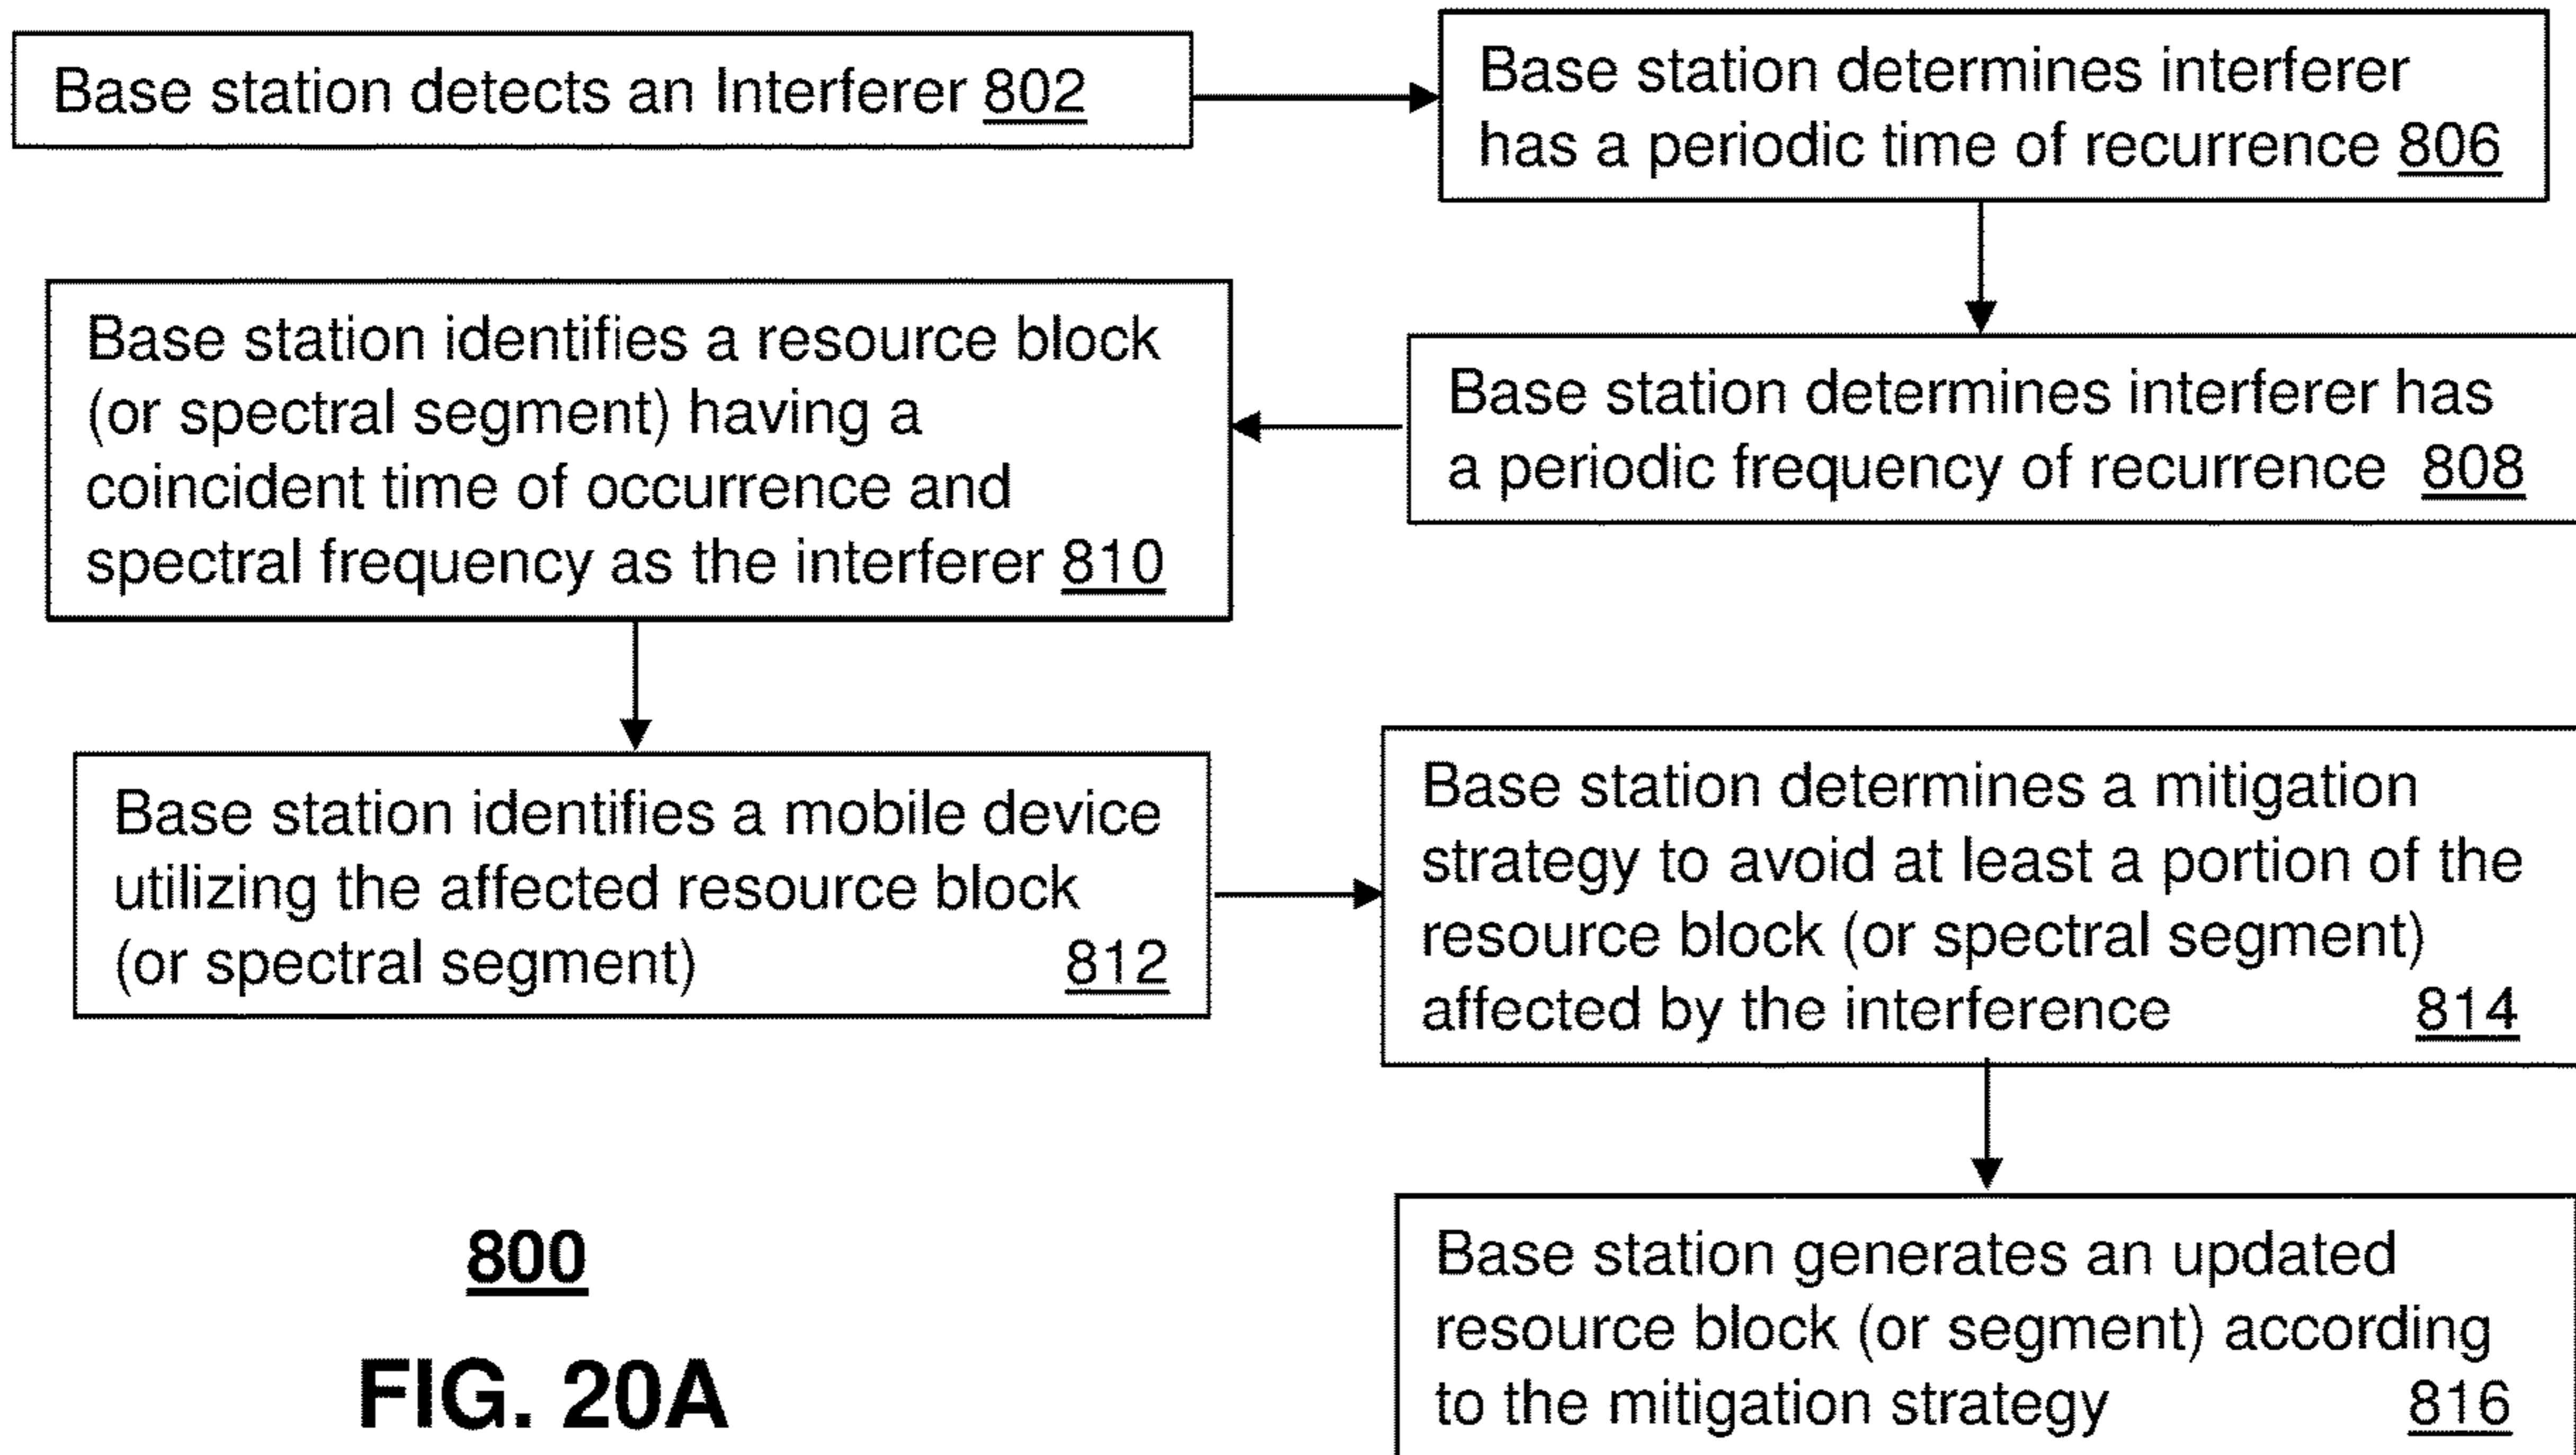 Base station detects an Interferer 802
Base station determines interferer
has a periodic time of recurrence 806
Base station determines interferer has
a periodic frequency of recurrence 808
Base station identifies a resource block
(or spectral segment) having a
coincident time of occurrence and
spectral frequency as the interferer 810
Base station identifies a mobile device
utilizing the affected resource block
(or spectral segment) 812
Base station determines a mitigation
strategy to avoid at least a portion of the
resource block (or spectral segment)
affected by the interference 814
Base station generates an updated
resource block (or segment) according
to the mitigation strategy 816
800
FIG. 20A